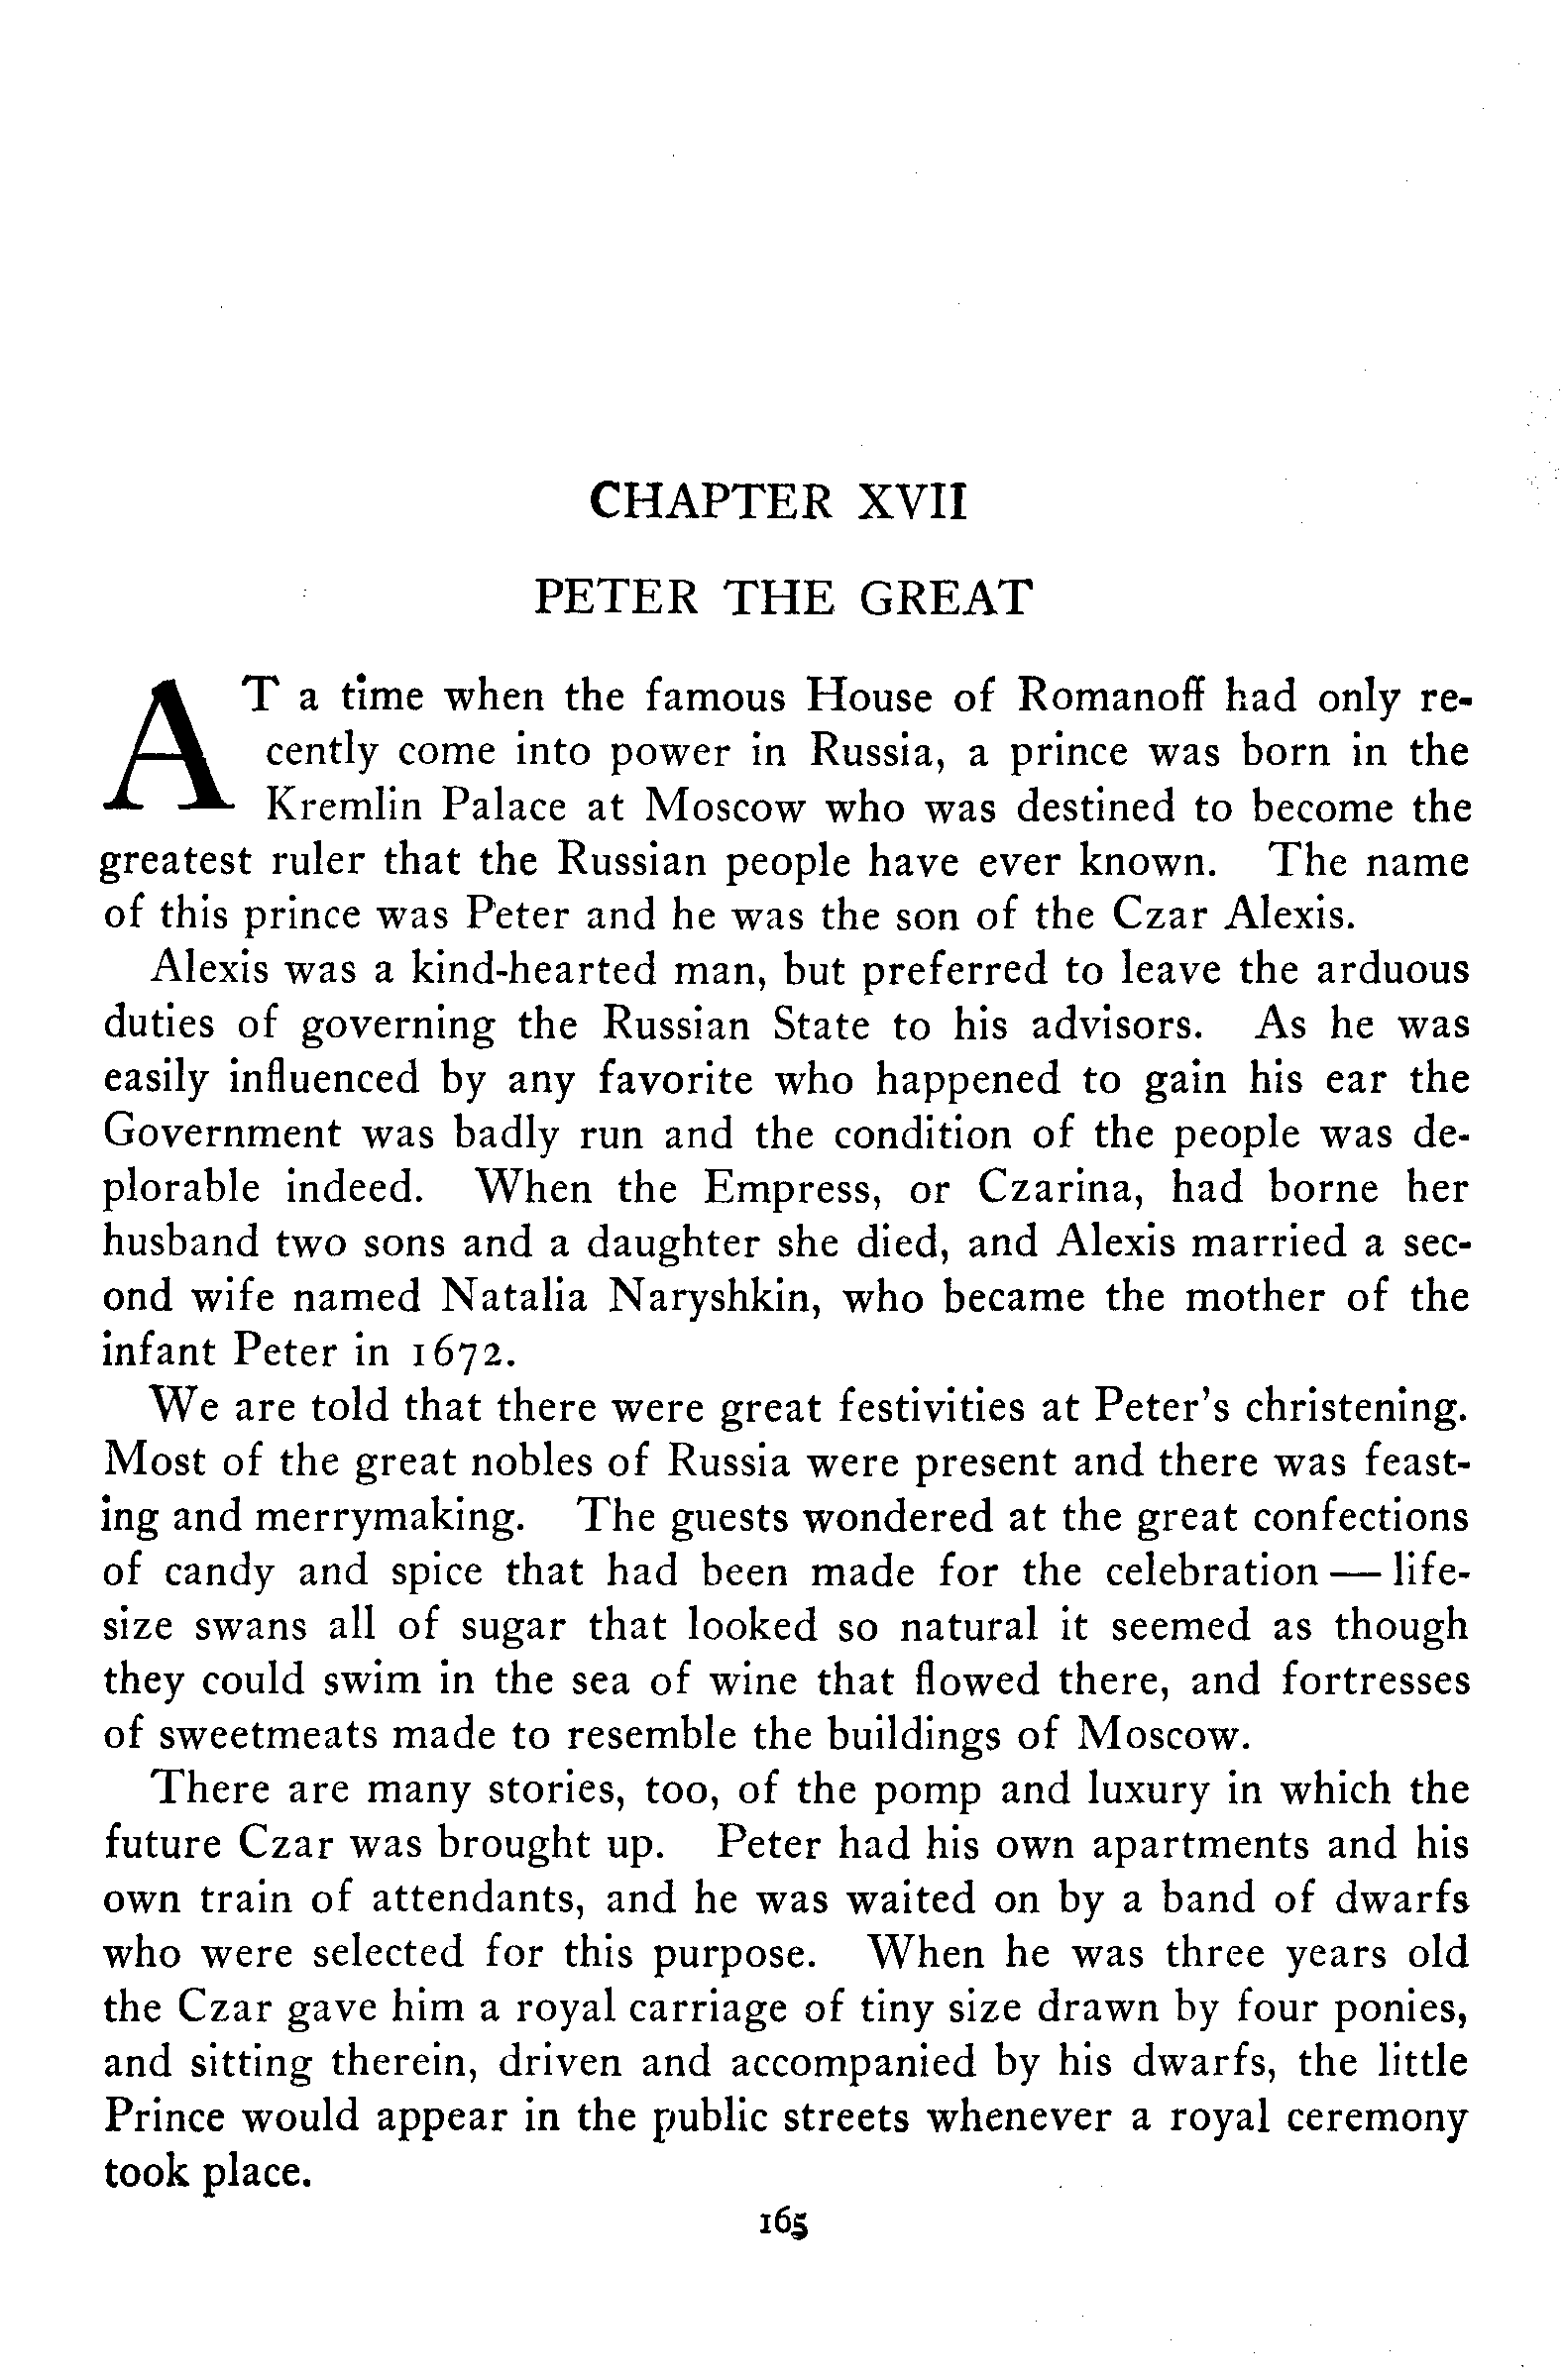 CHAPTER XVII
PETER THE GREAT
AT a time when the famous House of Romanoff had only re-
cently come into power in Russia, a prince was born in the
Kremlin Palace at Moscow who was destined to become the
greatest ruler that the Russian people have ever known. The name
of this prince was Peter and he was the son of the Czar Alexis.
Alexis was a kind-hearted man, but preferred to leave the arduous
duties of governing the Russian State to his advisors. As he was
easily influenced by any favorite who happened to gain his ear the
Government was badly run and the condition of the people was de-
plorable indeed. When the Empress, or Czarina, had borne her
husband two sons and a daughter she died, and Alexis married a sec-
ond wife named Natalia Naryshkin, who became the mother of the
infant Peter in 1672.
We are told that there were great festivities at Peter's christening.
Most of the great nobles of Russia were present and there was feast-
ing and merrymaking. The guests wondered at the great confections
of candy and spice that had been made for the celebration — life-
size swans all of sugar that looked so natural it seemed as though
they could swim in the sea of wine that flowed there, and fortresses
of sweetmeats made to resemble the buildings of Moscow.
There are many stories, too, of the pomp and luxury in which the
future Czar was brought up. Peter had his own apartments and his
own train of attendants, and he was waited on by a band of dwarfs
who were selected for this purpose. When he was three years old
the Czar gave him a royal carriage of tiny size drawn by four ponies,
and sitting therein, driven and accompanied by his dwarfs, the little
Prince would appear in the public streets whenever a royal ceremony
took place.
165